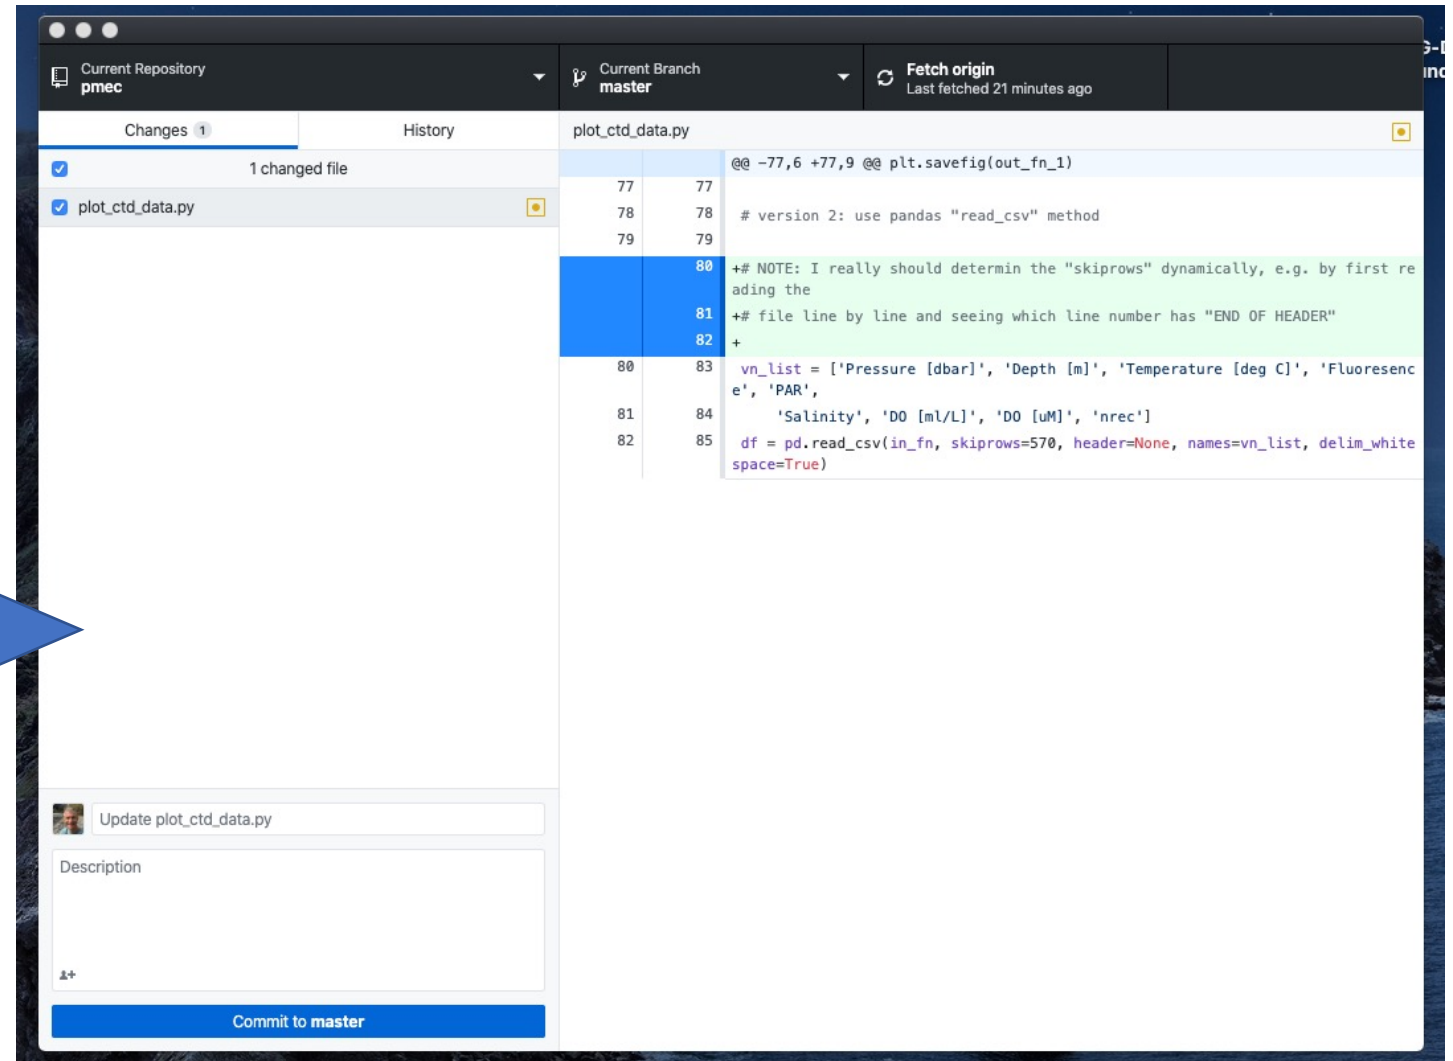 Current Repository
pmec
Current Branch
master
Fetch origin
Last fetched 21 minutes ago
Changes 1
History
1 changed file
plot_ctd_data.py
plot_ctd_data.py
@@ -77,6 +77,9 @@ plt.savefig(out_fn_1)
77 77
78 78 # version 2: use pandas "read_csv" method
79 79
80 +# NOTE: I really should determin the "skiprows" dynamically, e.g. by first re
ading the
81 +# file line by line and seeing which line number has "END OF HEADER"
82 +
80 83 vn_list = ['Pressure [dbar]', 'Depth [m]', 'Temperature [deg C]', 'Fluoresenc
e', 'PAR',
81 84 'Salinity', 'DO [ml/L]', 'DO [uM]', 'nrec']
82 85 df = pd.read_csv(in_fn, skiprows=570, header=None, names=vn_list, delim_white
space=True)
Update plot_ctd_data.py
Description
Commit to master